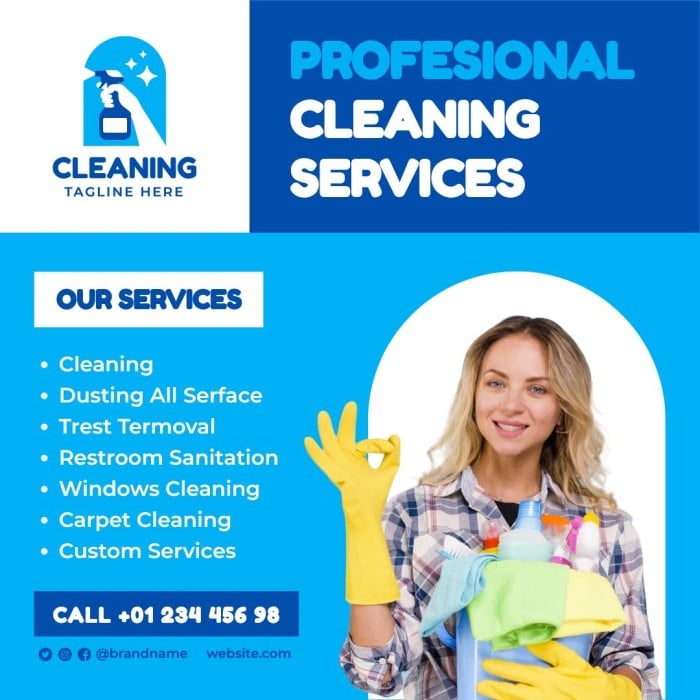 CLEANING
TAGLINE HERE
PROFESIONAL
CLEANING
SERVICES
OUR SERVICES
• Cleaning
• Dusting All Serface
• Trest Termoval
• Restroom Sanitation
• Windows Cleaning
• Carpet Cleaning
• Custom Services
CALL +01 234 456 98
@brandname website.com